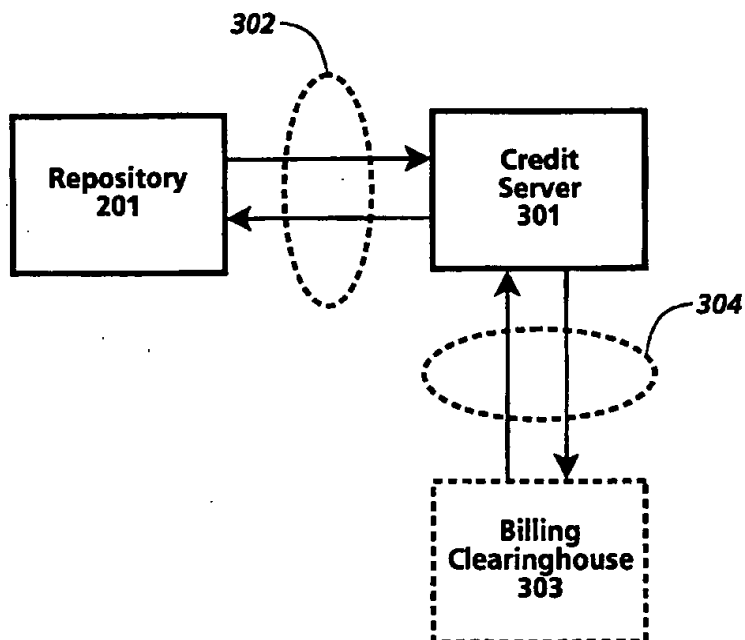 302
Repository
201
Credit
Server
301
304
Billing
Clearinghouse
303